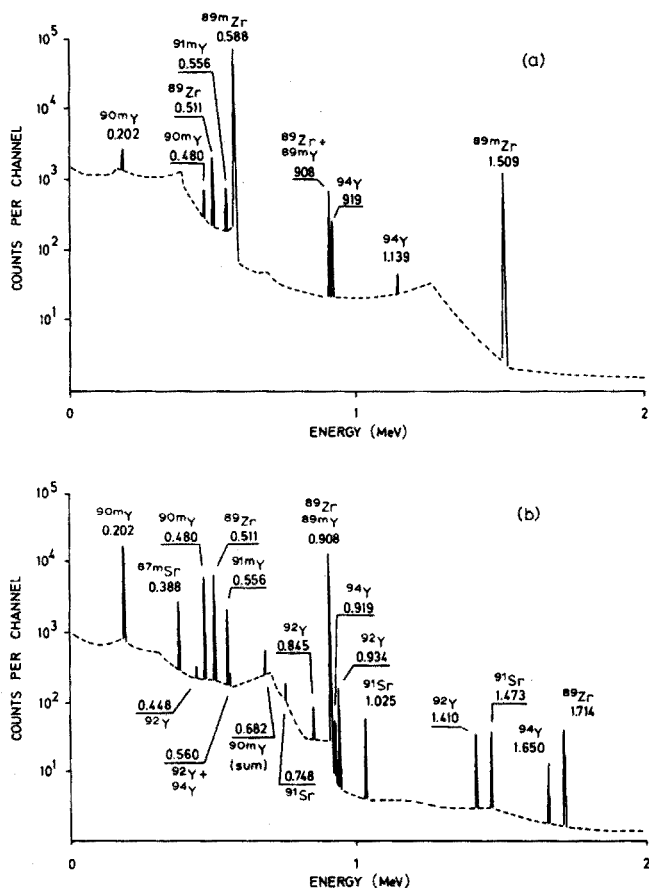 (a)
10⁵
10⁴
10³
10²
10¹
COUNTS PER CHANNEL
⁹⁰ᵐY
0.202
⁹⁰ᵐY
0.480
⁸⁹Zr
0.511
⁹¹ᵐY
0.556
⁸⁹ᵐZr
0.588
⁸⁹Zr +
⁸⁹ᵐY
908
⁹⁴Y
919
⁹⁴Y
1.139
⁸⁹ᵐZr
1.509
0
1
2
ENERGY (MeV)
(b)
10⁵
10⁴
10³
10²
10¹
COUNTS PER CHANNEL
⁹⁰ᵐY
0.202
⁸⁷ᵐSr
0.388
⁹⁰ᵐY
0.480
⁸⁹Zr
0.511
⁹¹ᵐY
0.556
0.448
⁹²Y
0.560
⁹²Y +
⁹⁴Y
0.682
⁹⁰ᵐY
(sum)
0.748
⁹¹Sr
⁹²Y
0.845
⁸⁹Zr
⁸⁹ᵐY
0.908
⁹⁴Y
0.919
⁹²Y
0.934
⁹¹Sr
1.025
⁹²Y
1.410
⁹¹Sr
1.473
⁹⁴Y
1.650
⁸⁹Zr
1.714
0
1
2
ENERGY (MeV)